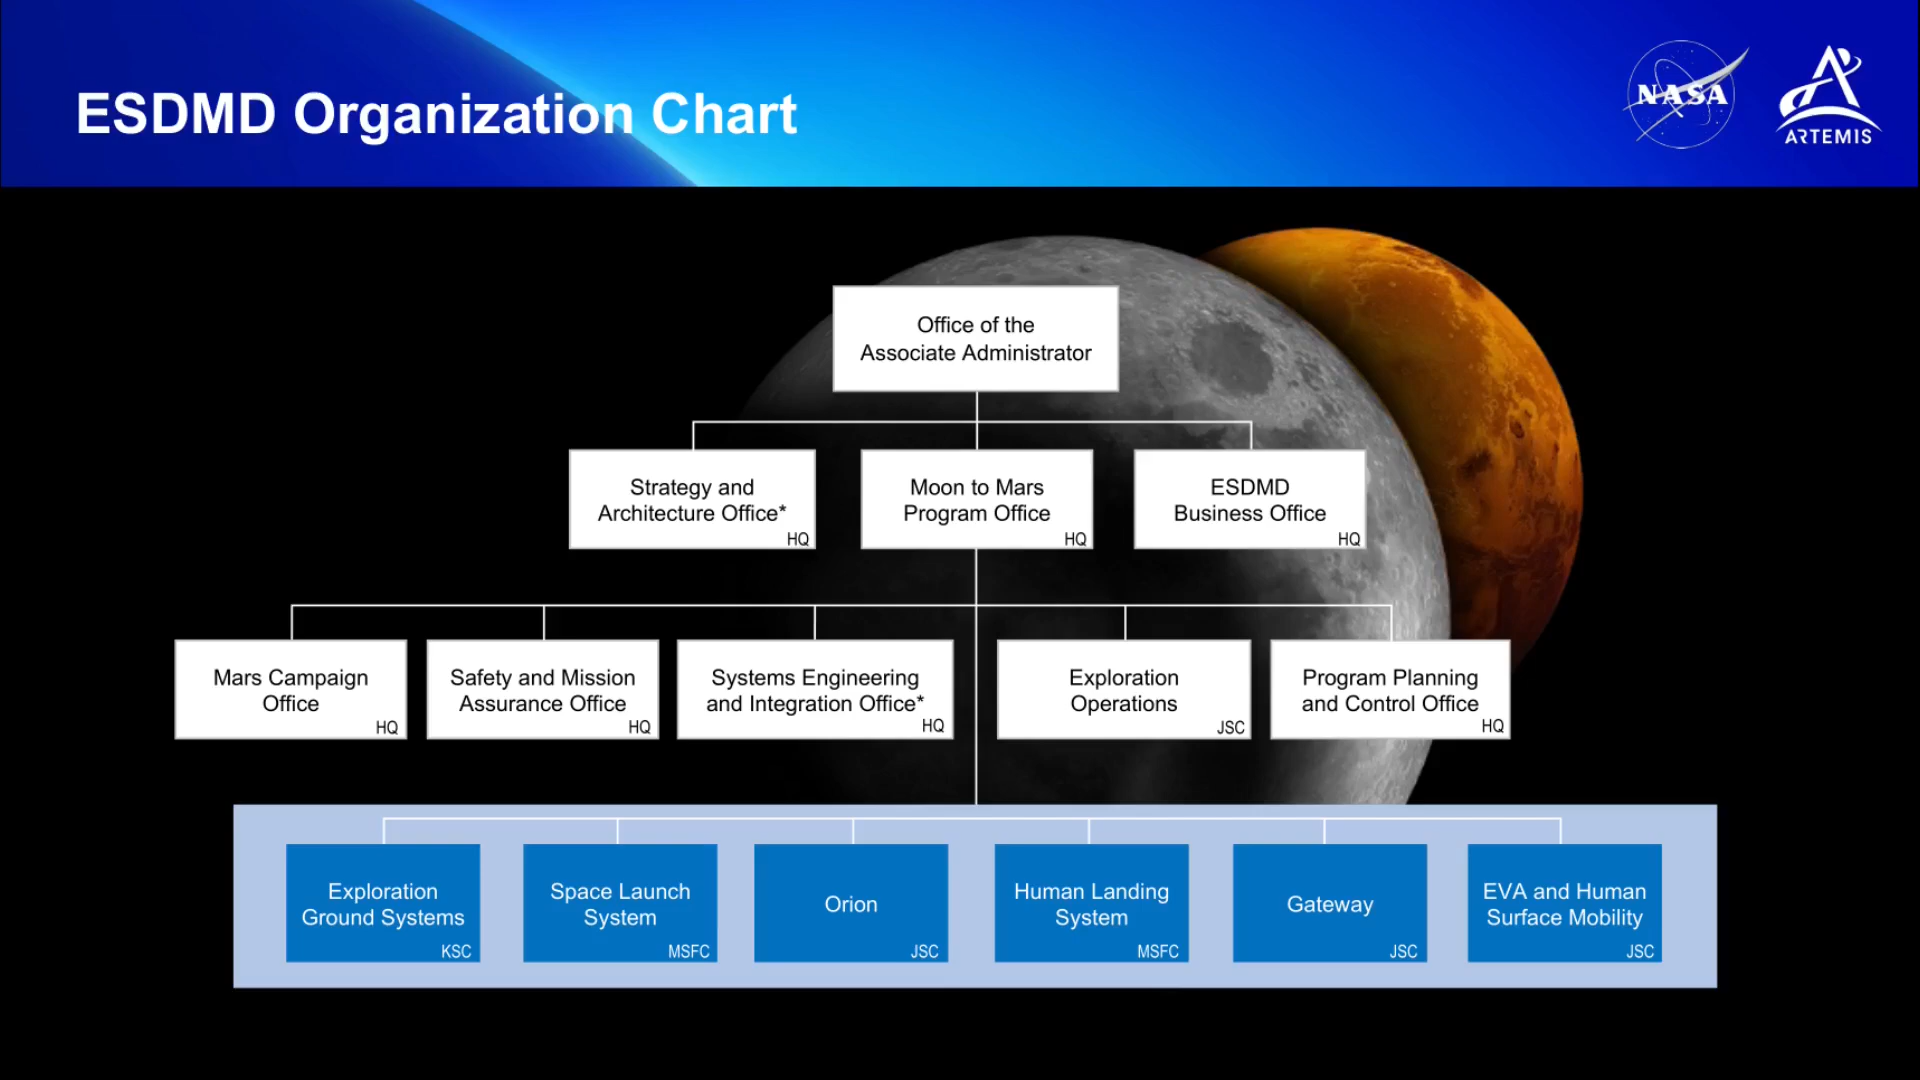 ESDMD Organization Chart
NASA
ARTEMIS
Office of the
Associate Administrator
Strategy and
Architecture Office*
HQ
Moon to Mars
Program Office
HQ
ESDMD
Business Office
HQ
Mars Campaign
Office
HQ
Safety and Mission
Assurance Office
HQ
Systems Engineering
and Integration Office*
HQ
Exploration
Operations
JSC
Program Planning
and Control Office
HQ
Exploration
Ground Systems
KSC
Space Launch
System
MSFC
Orion
JSC
Human Landing
System
MSFC
Gateway
JSC
EVA and Human
Surface Mobility
JSC